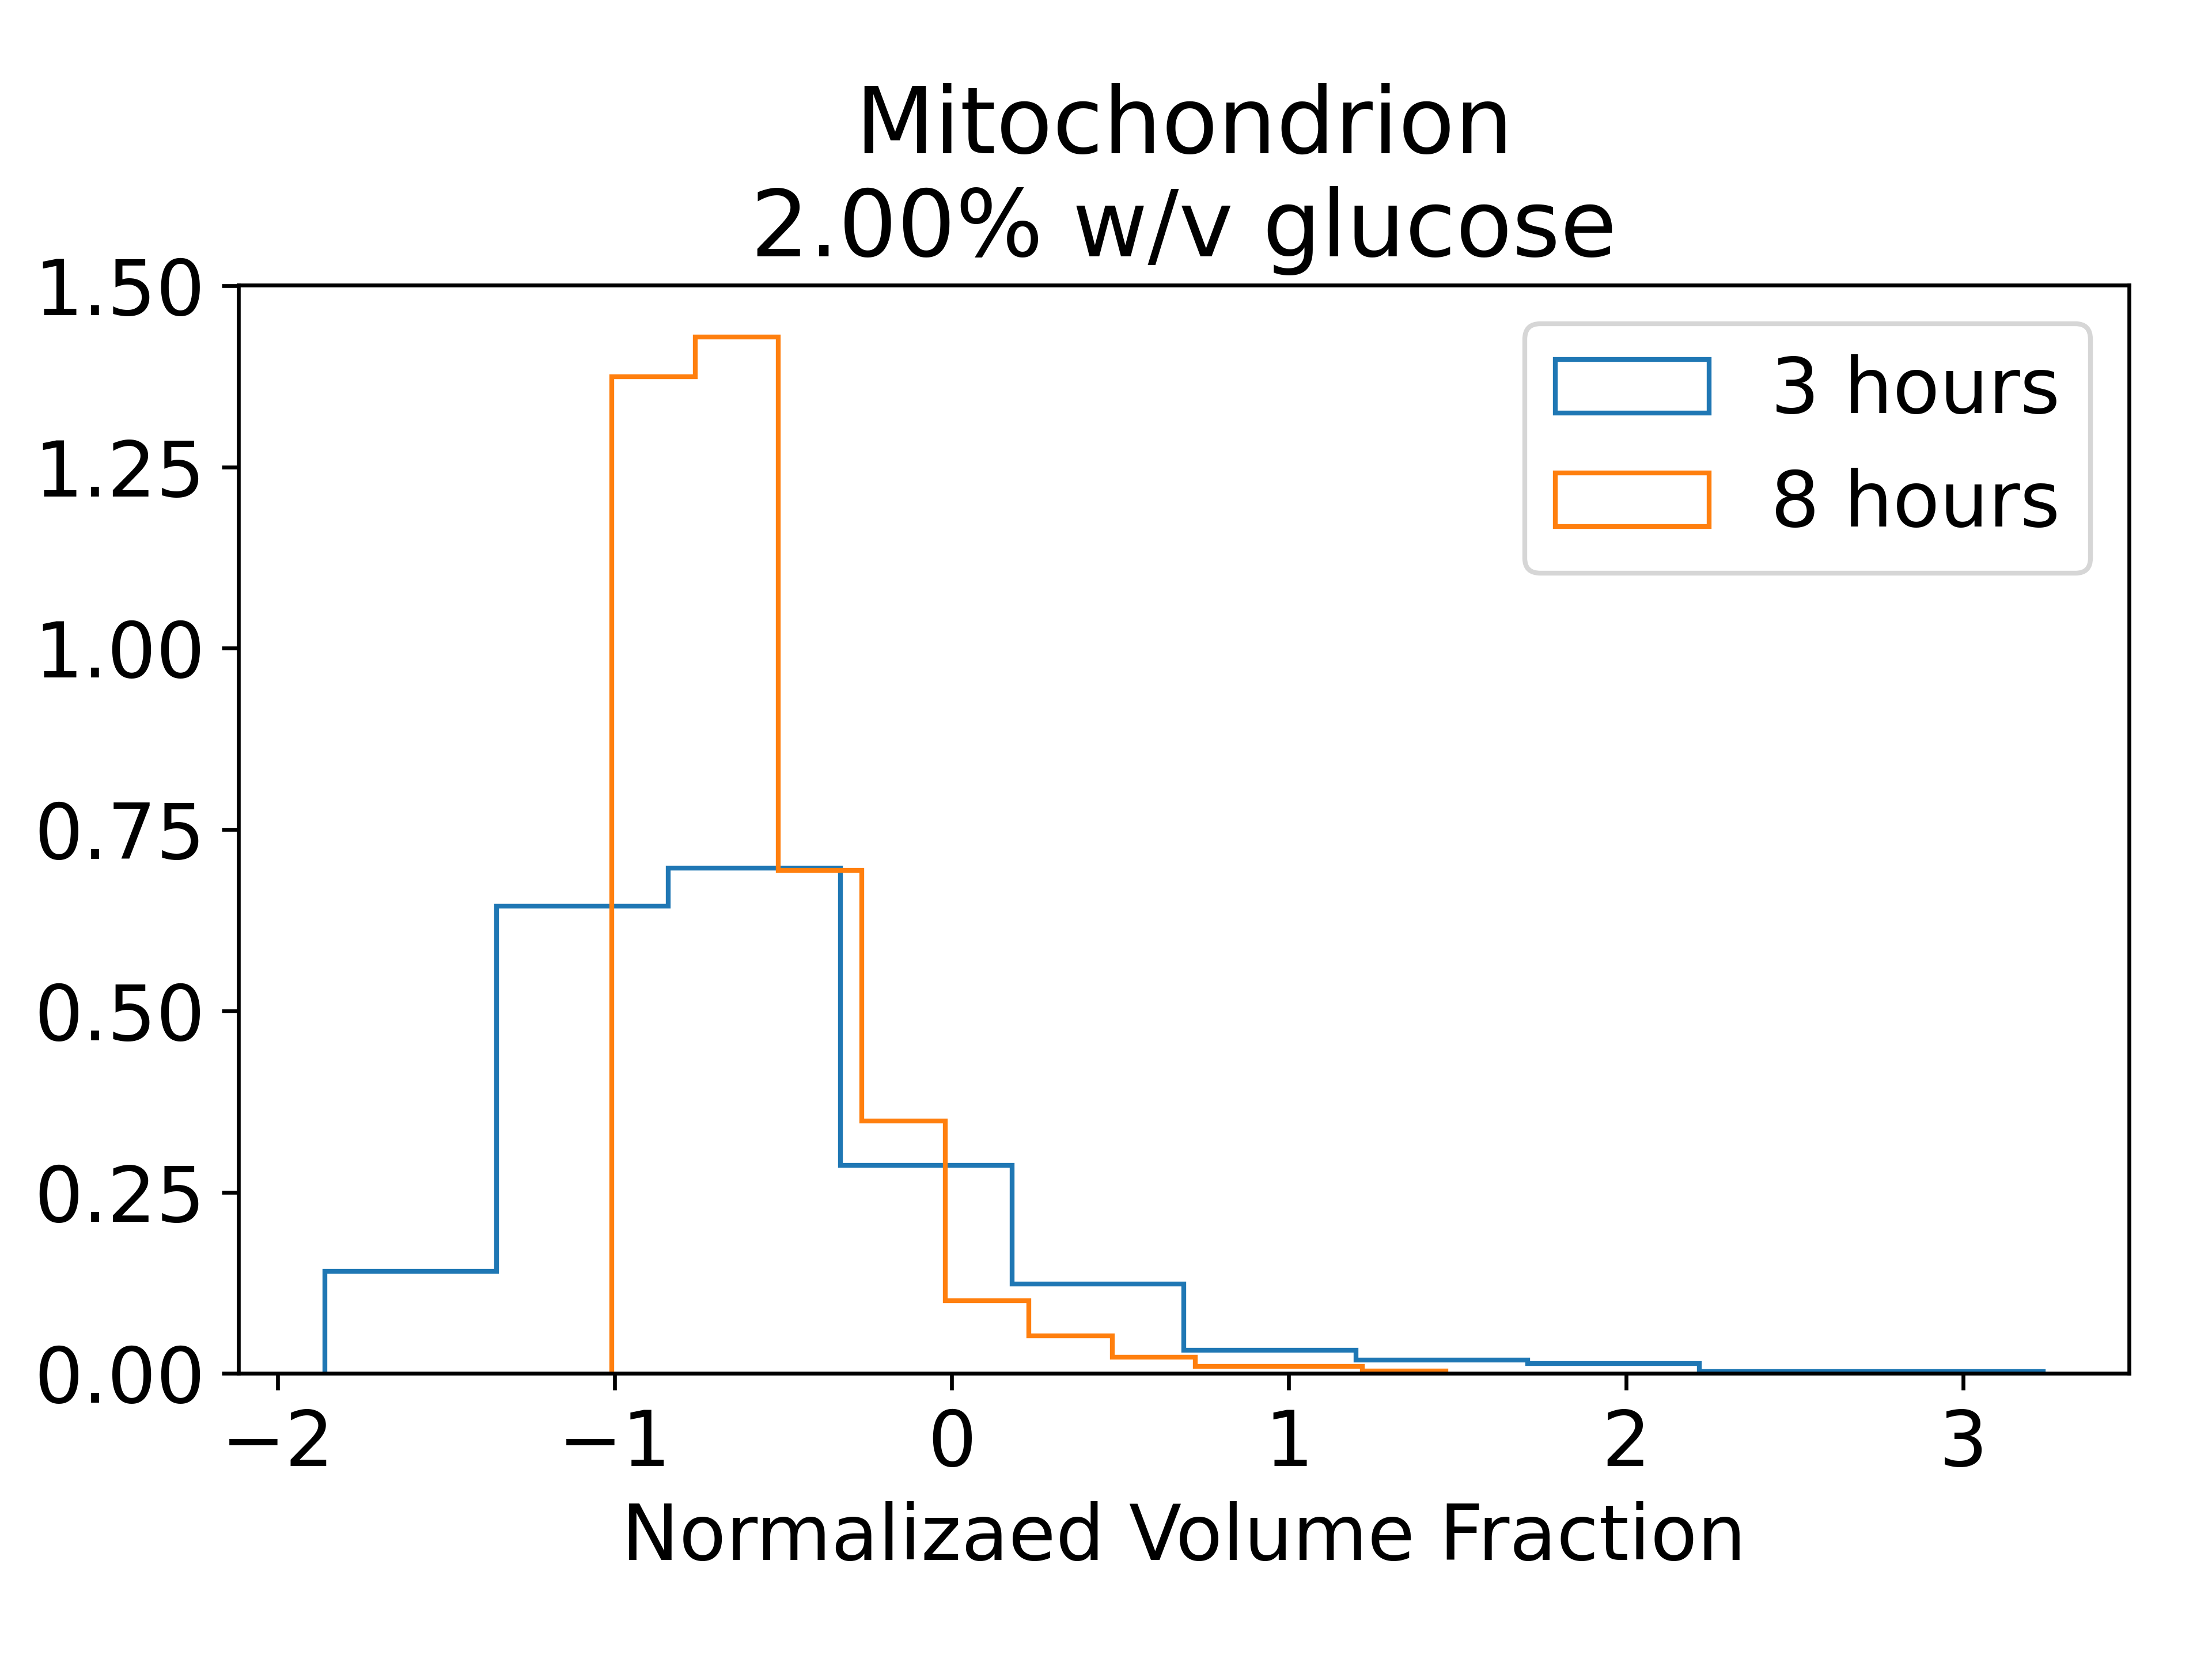 Mitochondrion
2.00% w/v glucose
1.50
1.25
1.00
0.75
0.50
0.25
0.00
3 hours
8 hours
−2 −1 0 1 2 3
Normalizaed Volume Fraction